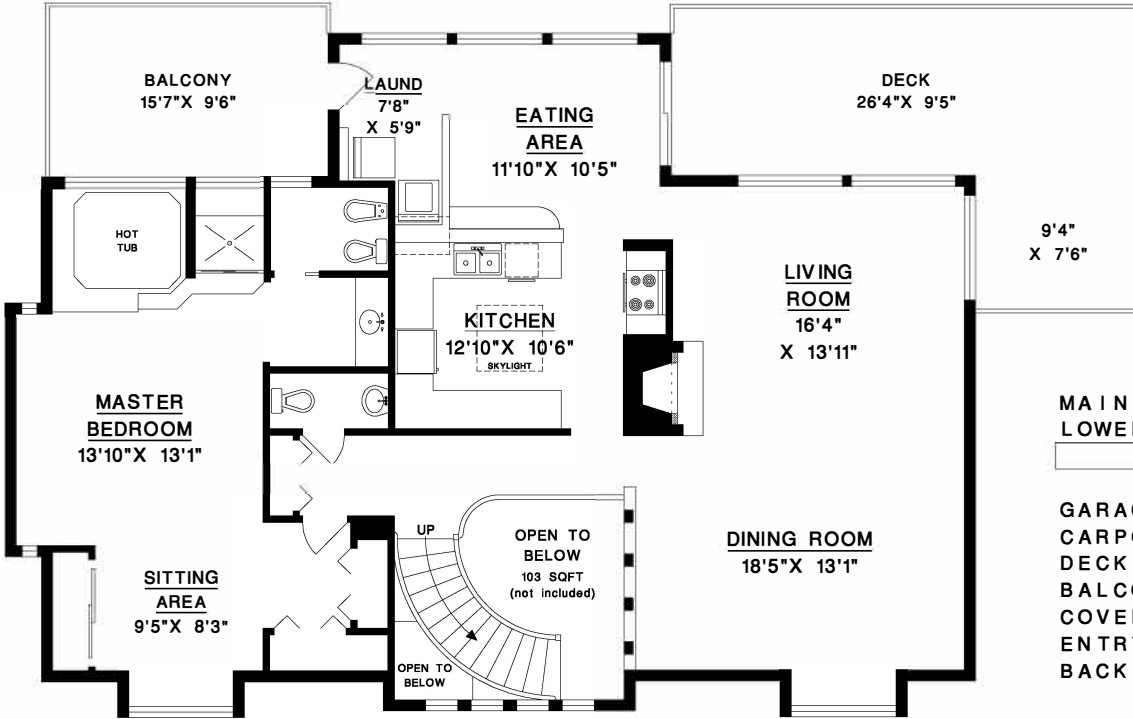 BALCONY
15'7"X 9'6"
LAUND
7'8"
X 5'9"
EATING
AREA
11'10"X 10'5"
DECK
26'4"X 9'5"
HOT
TUB
9'4"
X 7'6"
LIVING
ROOM
16'4"
X 13'11"
KITCHEN
12'10"X 10'6"
SKYLIGHT
MASTER
BEDROOM
13'10"X 13'1"
MAIN
UP
OPEN TO
BELOW
103 SQFT
(not included)
DINING ROOM
18'5"X 13'1"
SITTING
AREA
9'5"X 8'3"
OPEN TO
BELOW
DECK
BACK